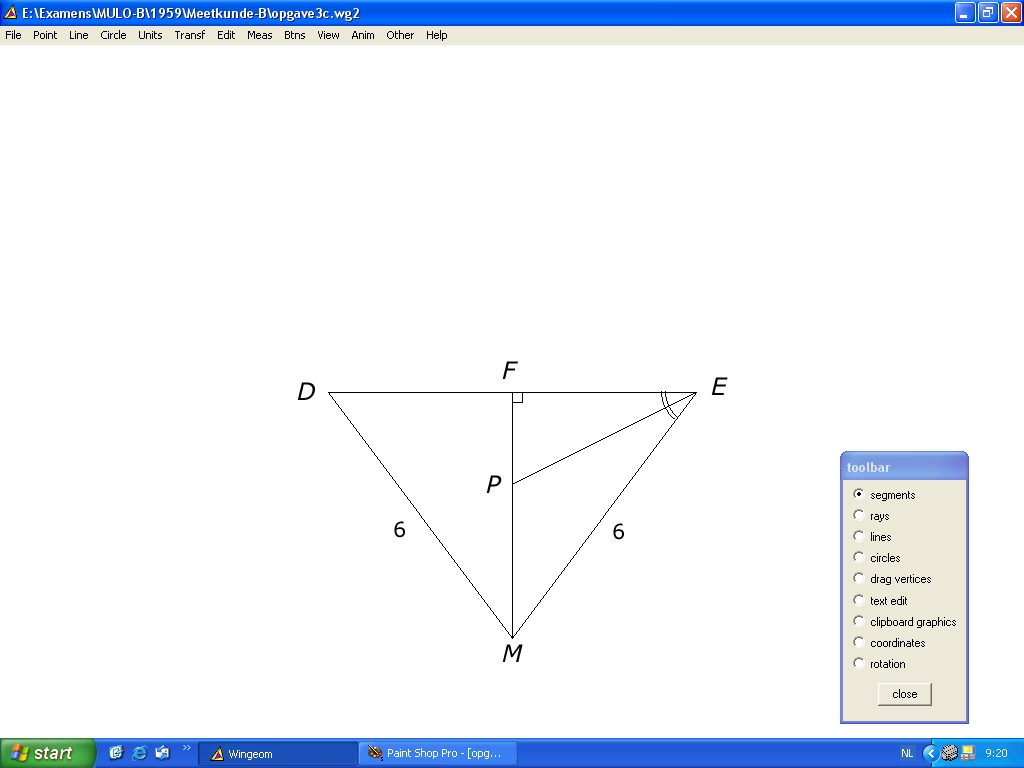 E:\Examens\MULO-B\1959\Meetkunde-B\opgave3c.wg2
File Point Line Circle Units Transf Edit Meas Btns View Anim Other Help
F
D
E
P
6
6
M
toolbar
segments
rays
lines
circles
drag vertices
text edit
clipboard graphics
coordinates
rotation
close
start
Wingeom
Paint Shop Pro - [opg...
NL
9:20